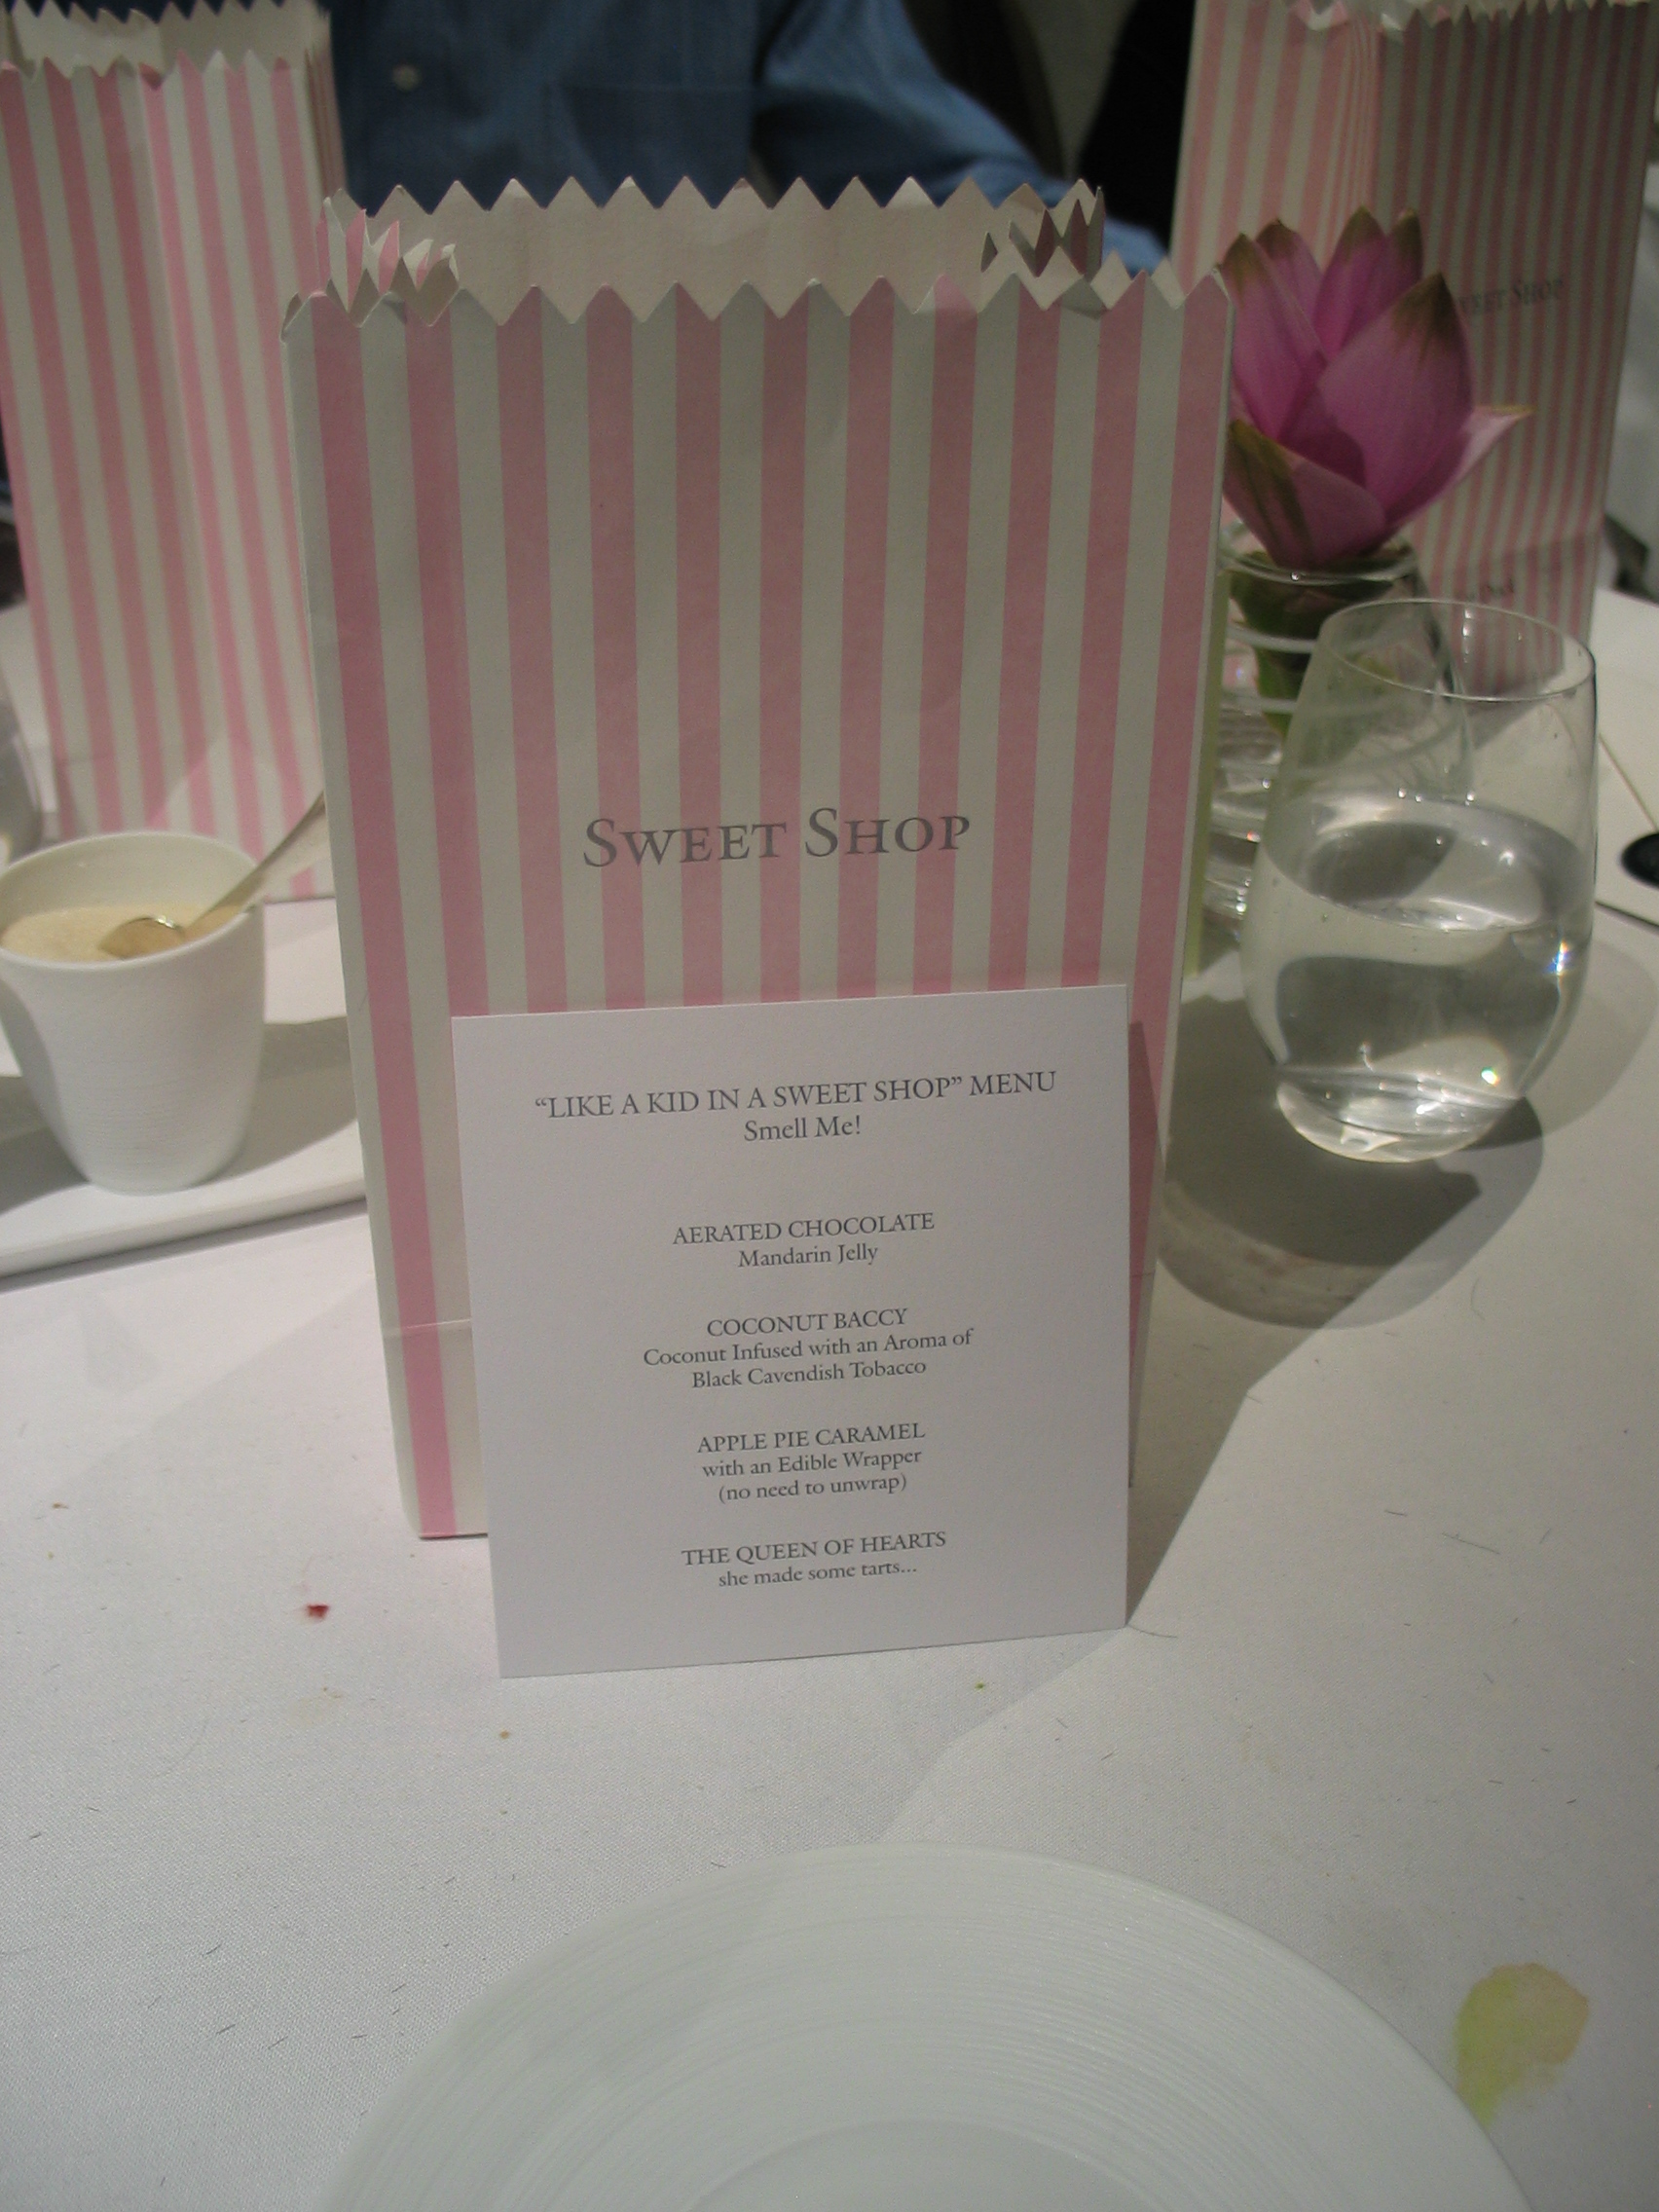 SWEET SHOP
"LIKE A KID IN A SWEET SHOP" MENU
Smell Me!
AERATED CHOCOLATE
Mandarin Jelly
COCONUT BACCY
Coconut Infused with an Aroma of
Black Cavendish Tobacco
APPLE PIE CARAMEL
with an Edible Wrapper
(no need to unwrap)
THE QUEEN OF HEARTS
she made some tarts...
SWEET SHOP